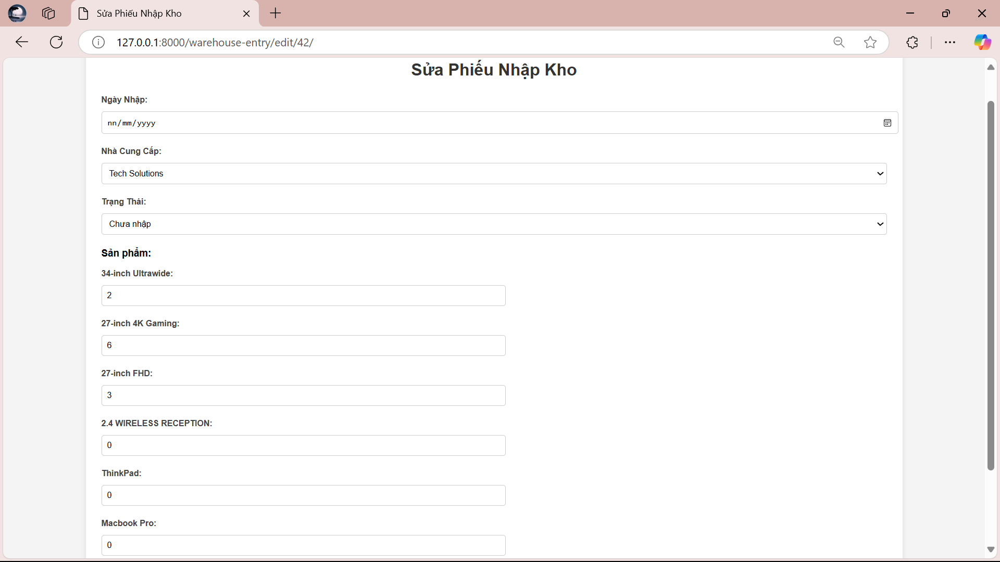 Sửa Phiếu Nhập Kho
127.0.0.1:8000/warehouse-entry/edit/42/
Sửa Phiếu Nhập Kho
Ngày Nhập:
nn/mm/yyyy
Nhà Cung Cấp:
Tech Solutions
Trạng Thái:
Chưa nhập
Sản phẩm:
34-inch Ultrawide:
2
27-inch 4K Gaming:
6
27-inch FHD:
3
2.4 WIRELESS RECEPTION:
0
ThinkPad:
0
Macbook Pro:
0